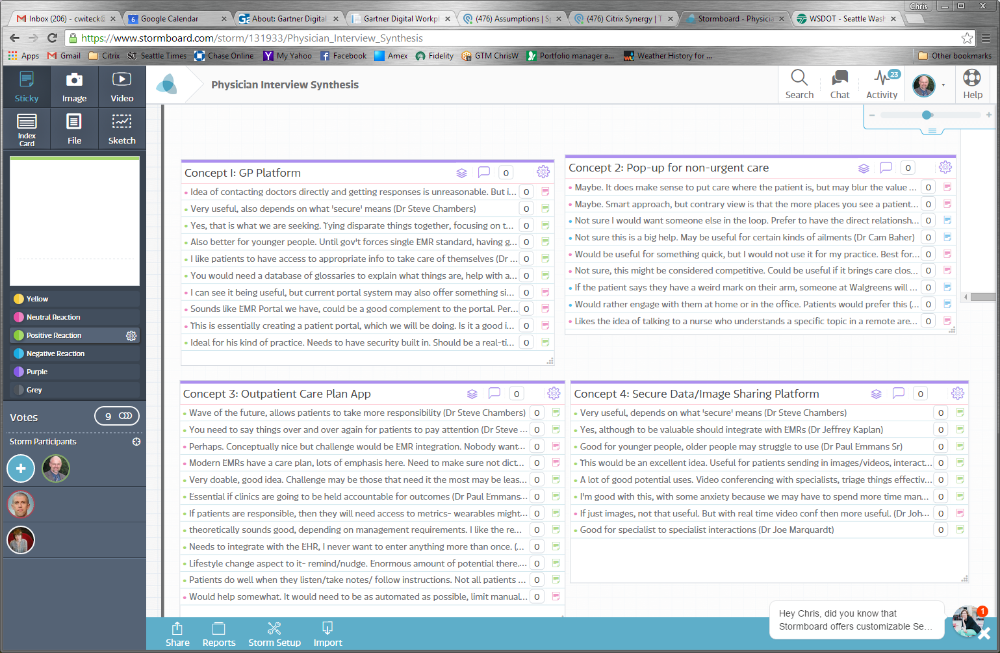 Chris
Inbox (206) - cwiteck@
Google Calendar
About: Gartner Digital
Gartner Digital Workpl
(476) Assumptions | Sp
(476) Citrix Synergy | T
Stormboard - Physicia
WSDOT - Seattle Wash
https://www.stormboard.com/storm/131933/Physician_Interview_Synthesis
Apps
Gmail
Citrix
Seattle Times
Chase Online
My Yahoo
Facebook
Amex
Fidelity
GTM ChrisW
Portfolio manager a...
Weather History for ...
Other bookmarks
Sticky
Image
Video
Index Card
File
Sketch
Physician Interview Synthesis
Search
Chat
23
Activity
Help
Yellow
Neutral Reaction
Positive Reaction
Negative Reaction
Purple
Grey
Votes 9
Storm Participants
Concept I: GP Platform 0
Idea of contacting doctors directly and getting responses is unreasonable. But i... 0
Very useful, also depends on what 'secure' means (Dr Steve Chambers) 0
Yes, that is what we are seeking. Tying disparate things together, focusing on t... 0
Also better for younger people. Until gov't forces single EMR standard, having g... 0
I like patients to have access to appropriate info to take care of themselves (Dr ... 0
You would need a database of glossaries to explain what things are, help with a... 0
I can see it being useful, but current portal system may also offer something si... 0
Sounds like EMR Portal we have, could be a good complement to the portal. Per... 0
This is essentially creating a patient portal, which we will be doing. Is it a good i... 0
Ideal for his kind of practice. Needs to have security built in. Should be a real-ti... 0
Concept 2: Pop-up for non-urgent care 0
Maybe. It does make sense to put care where the patient is, but may blur the value ... 0
Maybe. Smart approach, but contrary view is that the more places you see a patient... 0
Not sure I would want someone else in the loop. Prefer to have the direct relationsh... 0
Not sure this is a big help. May be useful for certain kinds of ailments (Dr Cam Baher) 0
Would be useful for something quick, but I would not use it for my practice. Best for... 0
Not sure, this might be considered competitive. Could be useful if it brings care clos... 0
If the patient says they have a weird mark on their arm, someone at Walgreens will ... 0
Would rather engage with them at home or in the office. Patients would prefer this (... 0
Likes the idea of talking to a nurse who understands a specific topic in a remote are... 0
Concept 3: Outpatient Care Plan App 0
Wave of the future, allows patients to take more responsibility (Dr Steve Chambers) 0
You need to say things over and over again for patients to pay attention (Dr Steve ... 0
Perhaps. Conceptually nice but challenge would be EMR integration. Nobody want... 0
Modern EMRs have a care plan, lots of emphasis here. Need to make sure not dict... 0
Very doable, good idea. Challenge may be those that need it the most may be leas... 0
Essential if clinics are going to be held accountable for outcomes (Dr Paul Emmans... 0
If patients are responsible, then they will need access to metrics- wearables might... 0
theoretically sounds good, depending on management requirements. I like the re... 0
Needs to integrate with the EHR, I never want to enter anything more than once. (... 0
Lifestyle change aspect to it- remind/nudge. Enormous amount of potential there.... 0
Patients do well when they listen/take notes/ follow instructions. Not all patients ... 0
Would help somewhat. It would need to be as automated as possible, limit manual... 0
Concept 4: Secure Data/Image Sharing Platform 0
Very useful, depends on what 'secure' means (Dr Steve Chambers) 0
Yes, although to be valuable should integrate with EMRs (Dr Jeffrey Kaplan) 0
Good for younger people, older people may struggle to use (Dr Paul Emmans Sr) 0
This would be an excellent idea. Useful for patients sending in images/videos, interact... 0
A lot of good potential uses. Video conferencing with specialists, triage things effectiv... 0
I'm good with this, with some anxiety because we may have to spend more time man... 0
If just images, not that useful. But with real time video conf then more useful. (Dr Joh... 0
Good for specialist to specialist interactions (Dr Joe Marquardt) 0
Hey Chris, did you know that
Stormboard offers customizable Se...
1
Share
Reports
Storm Setup
Import